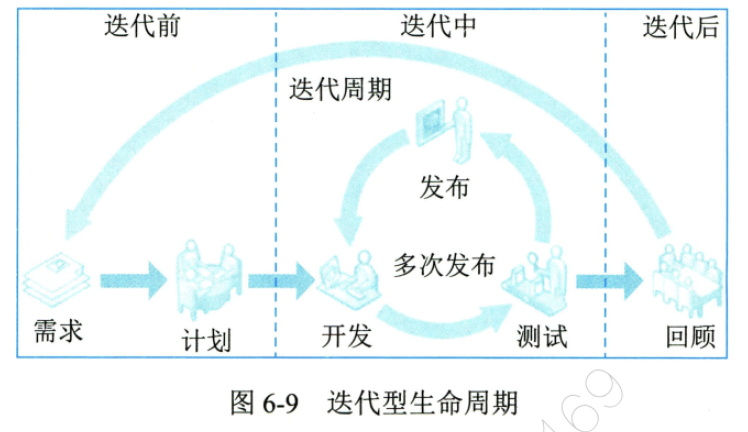 迭代前
迭代中
迭代后
迭代周期
发布
多次发布
需求
计划
开发
测试
回顾
图 6-9 迭代型生命周期
469